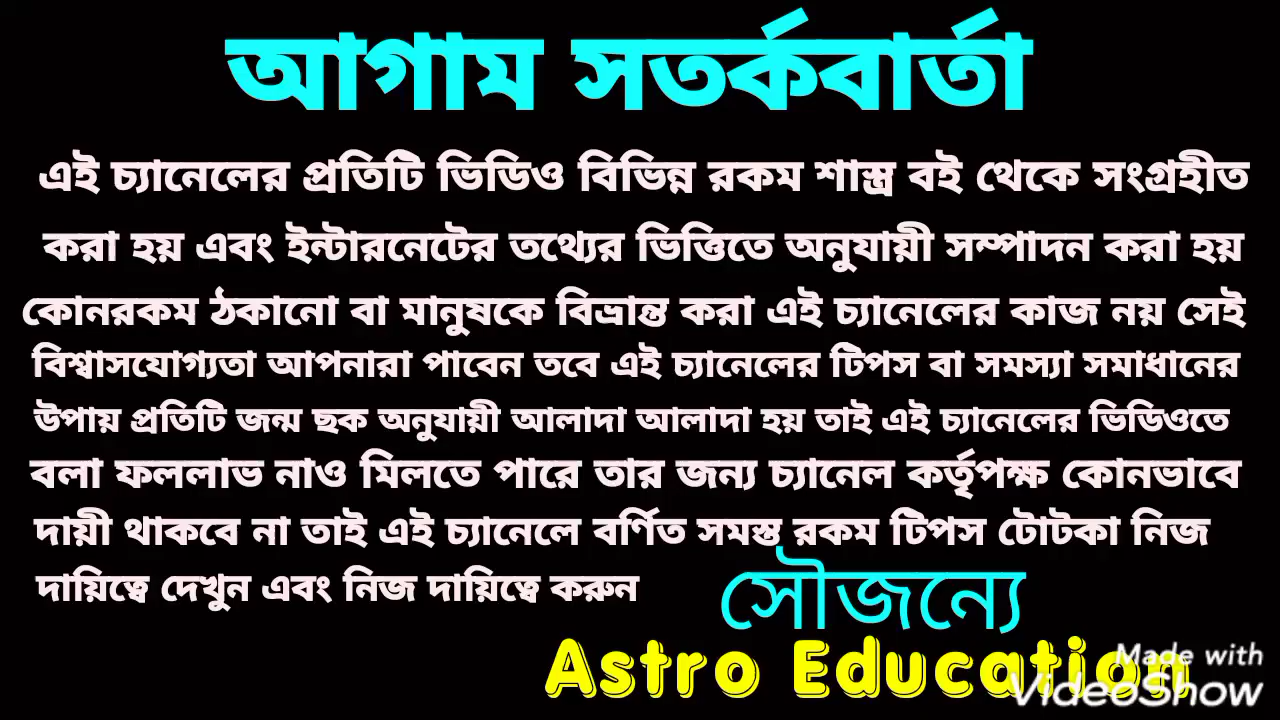 আগাম সতর্কবার্তা
এই চ্যানেলের প্রতিটি ভিডিও বিভিন্ন রকম শাস্ত্র বই থেকে সংগ্রহীত
করা হয় এবং ইন্টারনেটের তথ্যের ভিত্তিতে অনুযায়ী সম্পাদন করা হয়
কোনরকম ঠকানো বা মানুষকে বিভ্রান্ত করা এই চ্যানেলের কাজ নয় সেই
বিশ্বাসযোগ্যতা আপনারা পাবেন তবে এই চ্যানেলের টিপস বা সমস্যা সমাধানের
উপায় প্রতিটি জন্ম ছক অনুযায়ী আলাদা আলাদা হয় তাই এই চ্যানেলের ভিডিওতে
বলা ফললাভ নাও মিলতে পারে তার জন্য চ্যানেল কর্তৃপক্ষ কোনভাবে
দায়ী থাকবে না তাই এই চ্যানেলে বর্ণিত সমস্ত রকম টিপস টোটকা নিজ
দায়িত্বে দেখুন এবং নিজ দায়িত্বে করুন
সৌজন্যে
Astro Education
Made with
VideoShow